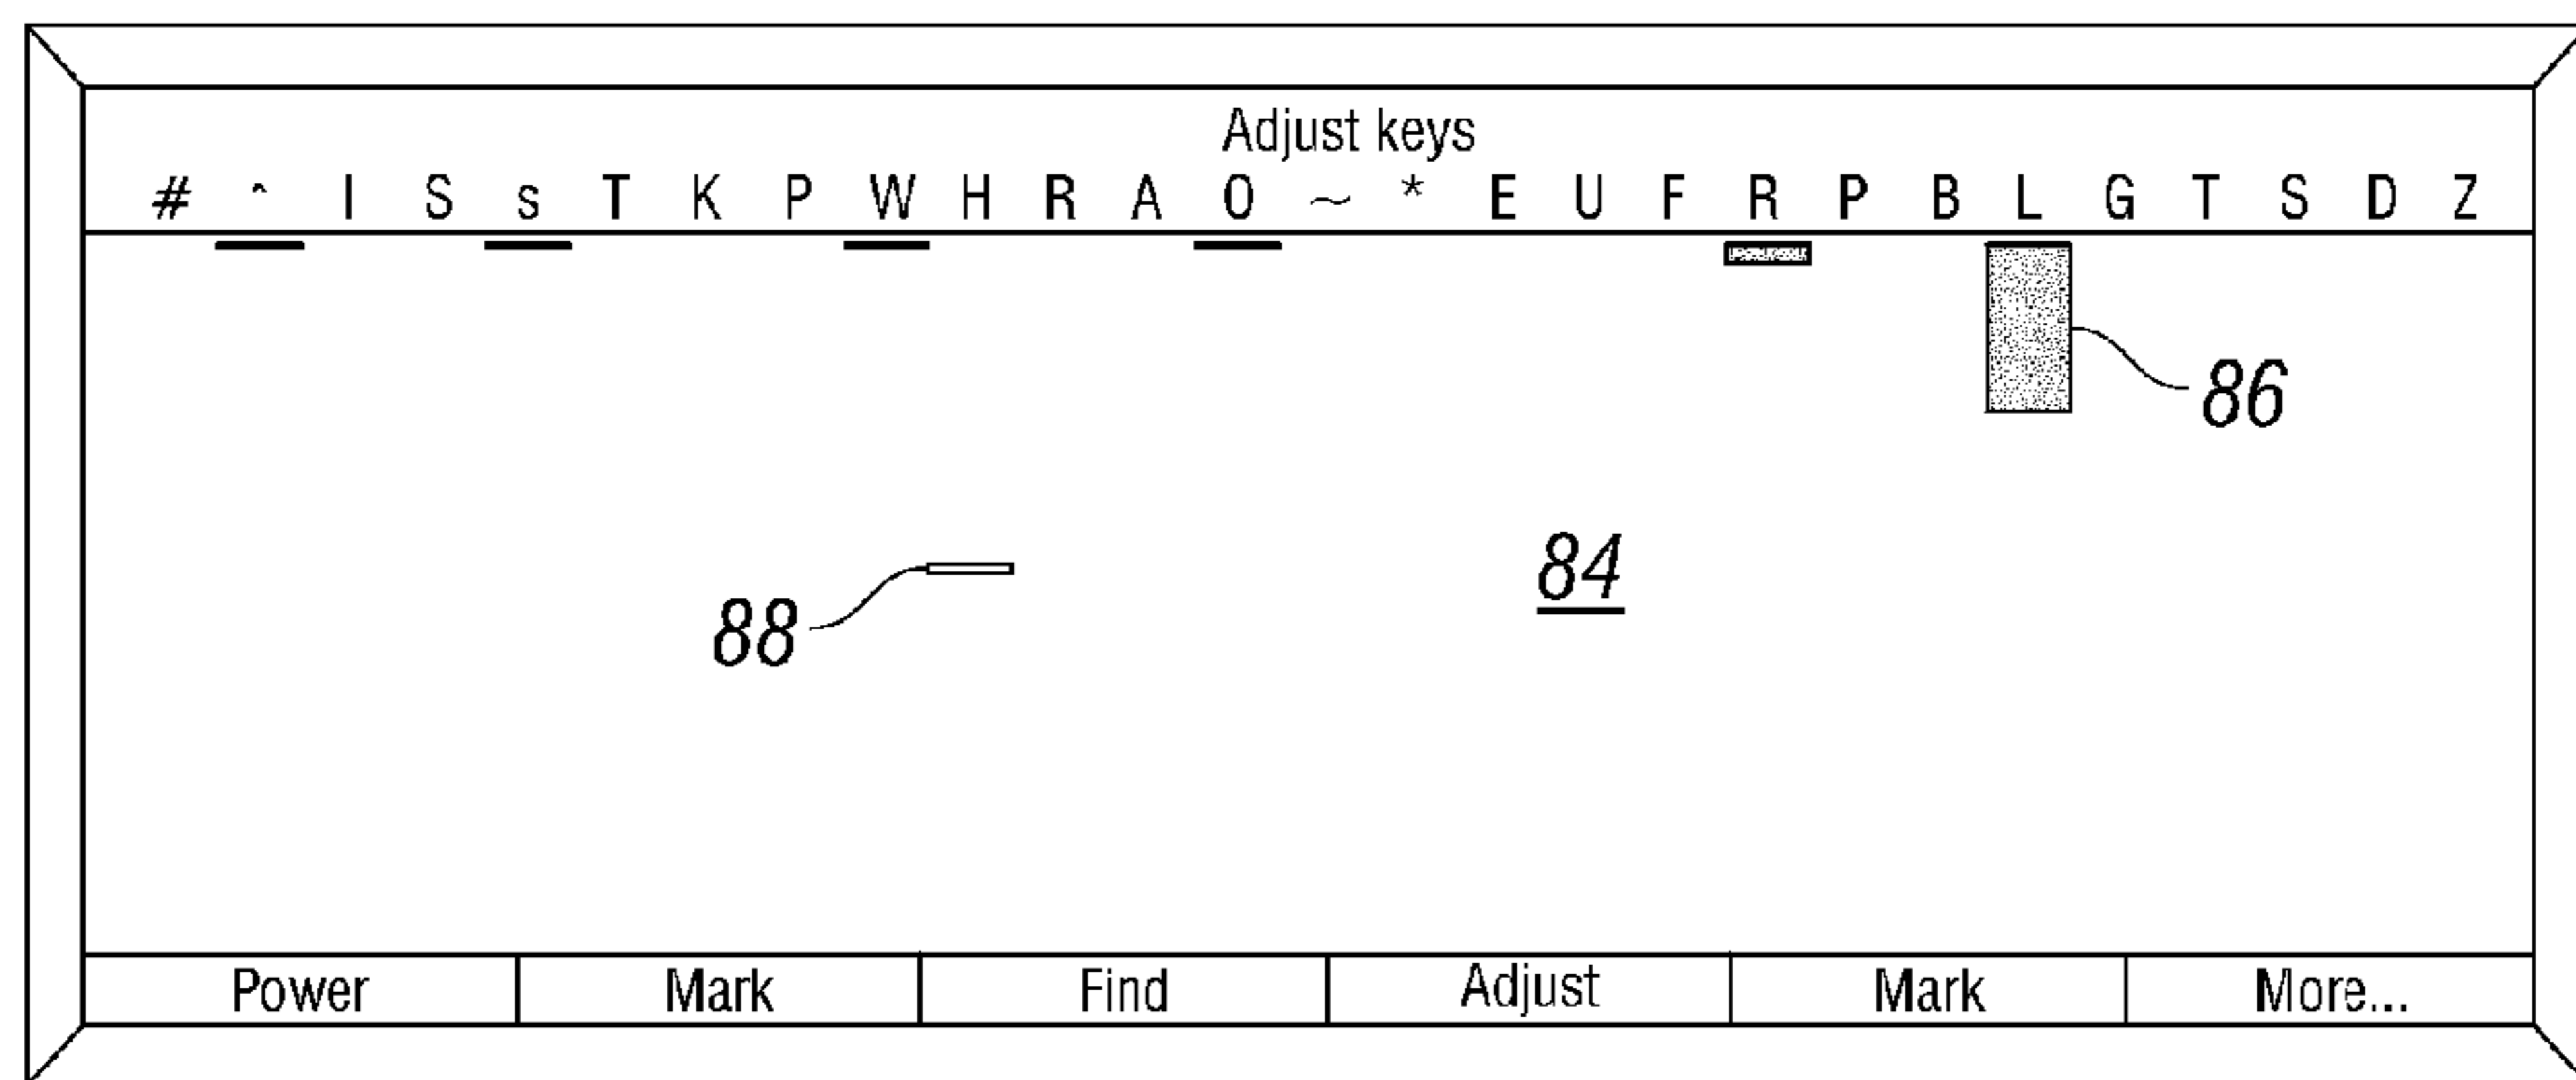 Adjust keys
# ^ I S s T K P W H R A O ~ * E U F R P B L G T S D Z
86
84
88
Power Mark Find Adjust Mark More...